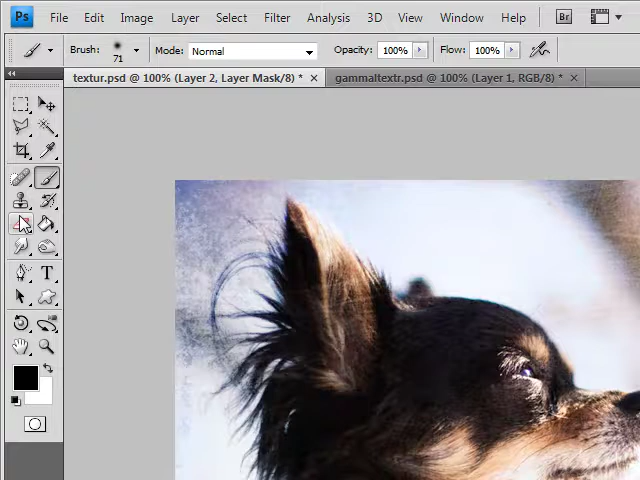 Ps File Edit Image Layer Select Filter Analysis 3D View Window Help Br
Brush: 71 Mode: Normal Opacity: 100% Flow: 100%
textur.psd @ 100% (Layer 2, Layer Mask/8) * × gammaltextr.psd @ 100% (Layer 1, RGB/8) * ×
T